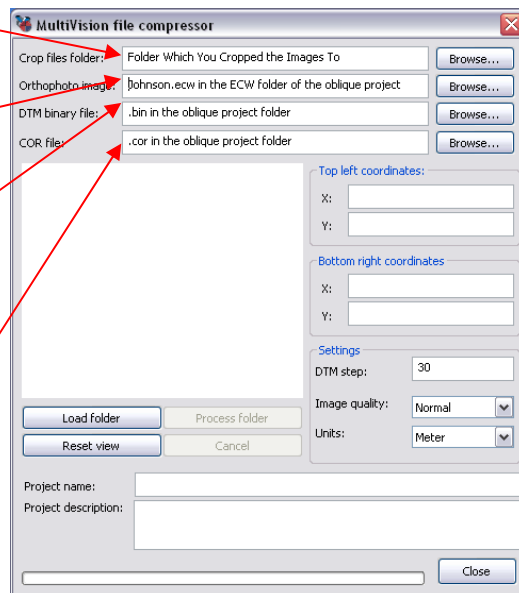 MultiVision file compressor
Crop files folder: Folder Which You Cropped the Images To Browse...
Orthophoto image: Johnson.ecw in the ECW folder of the oblique project Browse...
DTM binary file: .bin in the oblique project folder Browse...
COR file: .cor in the oblique project folder Browse...
Top left coordinates:
X:
Y:
Bottom right coordinates
X:
Y:
Settings
DTM step: 30
Image quality: Normal
Units: Meter
Load folder Process folder
Reset view Cancel
Project name:
Project description:
Close